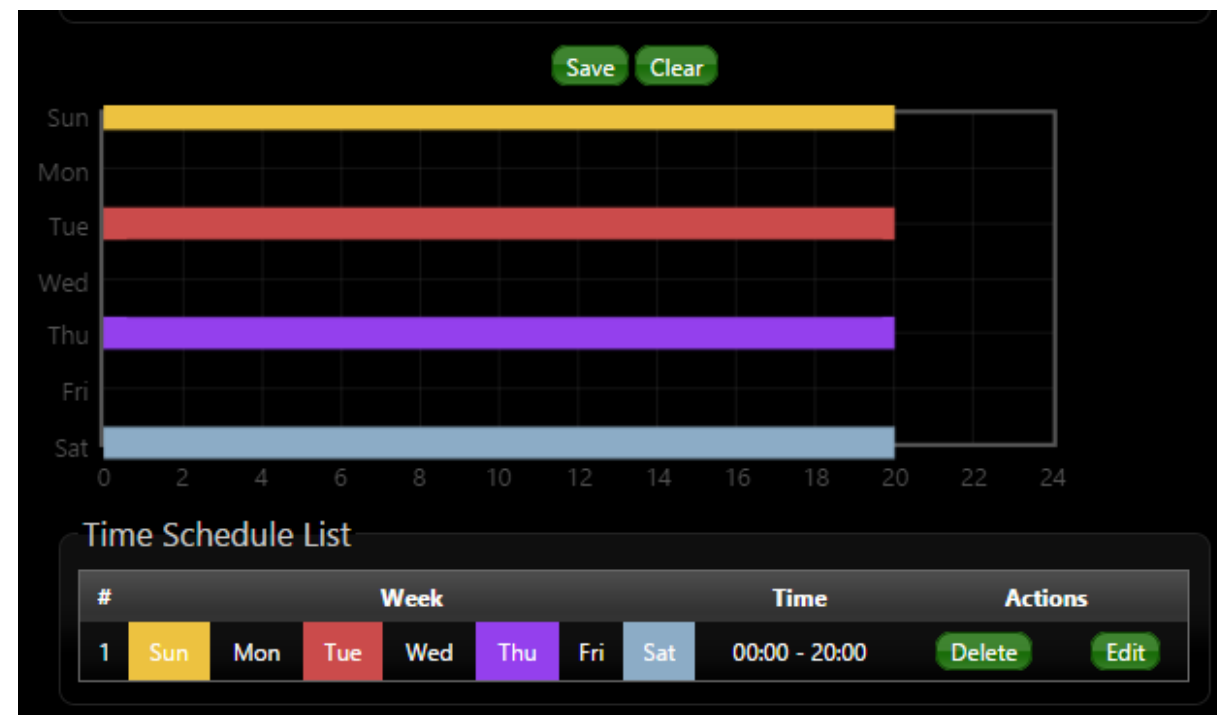 Save Clear
Sun
Mon
Tue
Wed
Thu
Fri
Sat
0 2 4 6 8 10 12 14 16 18 20 22 24
Time Schedule List
# Week Time Actions
1 Sun Mon Tue Wed Thu Fri Sat 00:00 - 20:00 Delete Edit